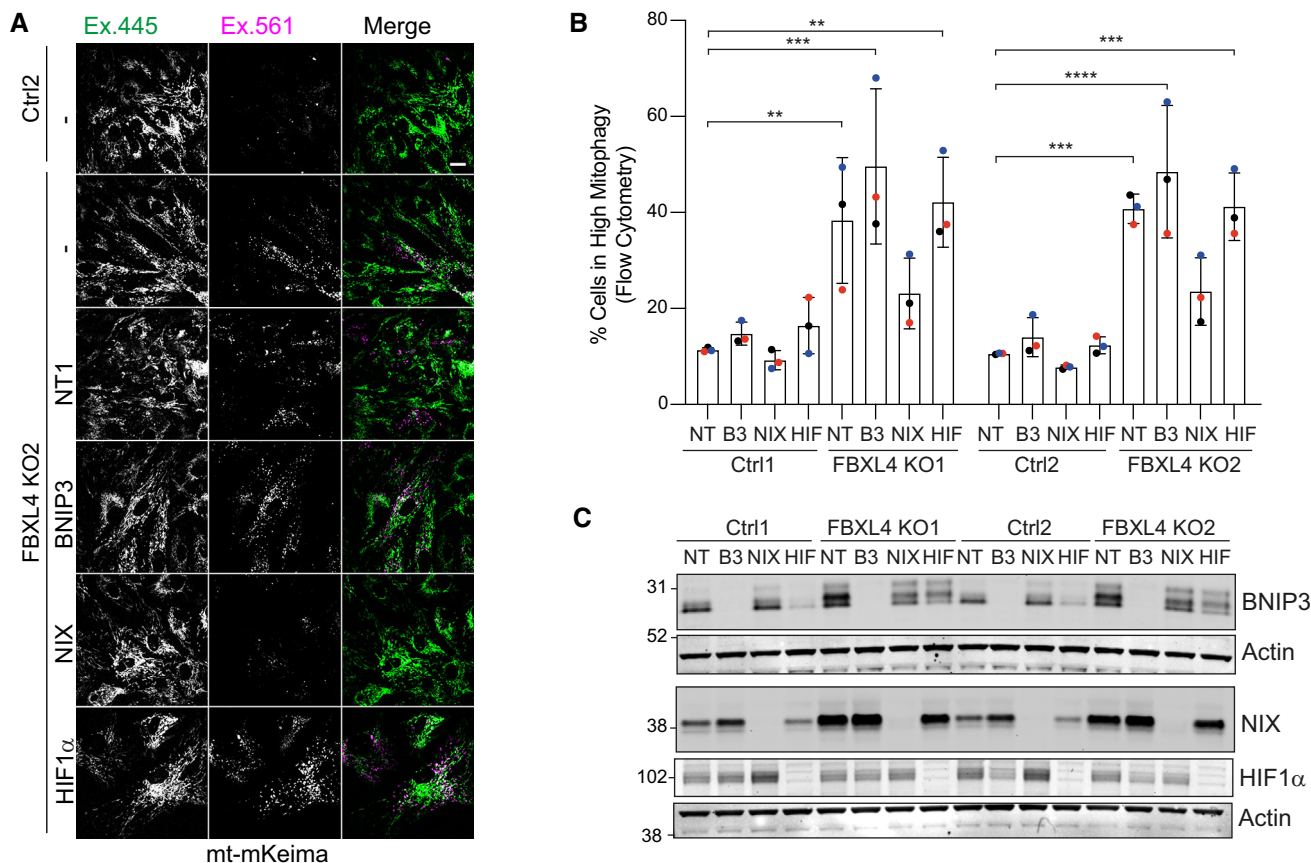 A
Ex.445 Ex.561 Merge
Ctrl2
-
FBXL4 KO2
-
NT1
BNIP3
NIX
HIF1α
mt-mKeima
B
% Cells in High Mitophagy
(Flow Cytometry)
80
60
40
20
0
**
***
**
***
****
***
NT B3 NIX HIF NT B3 NIX HIF NT B3 NIX HIF NT B3 NIX HIF
Ctrl1 FBXL4 KO1 Ctrl2 FBXL4 KO2
C
Ctrl1 FBXL4 KO1 Ctrl2 FBXL4 KO2
NT B3 NIX HIF NT B3 NIX HIF NT B3 NIX HIF NT B3 NIX HIF
31 BNIP3
52 Actin
38 NIX
102 HIF1α
38 Actin